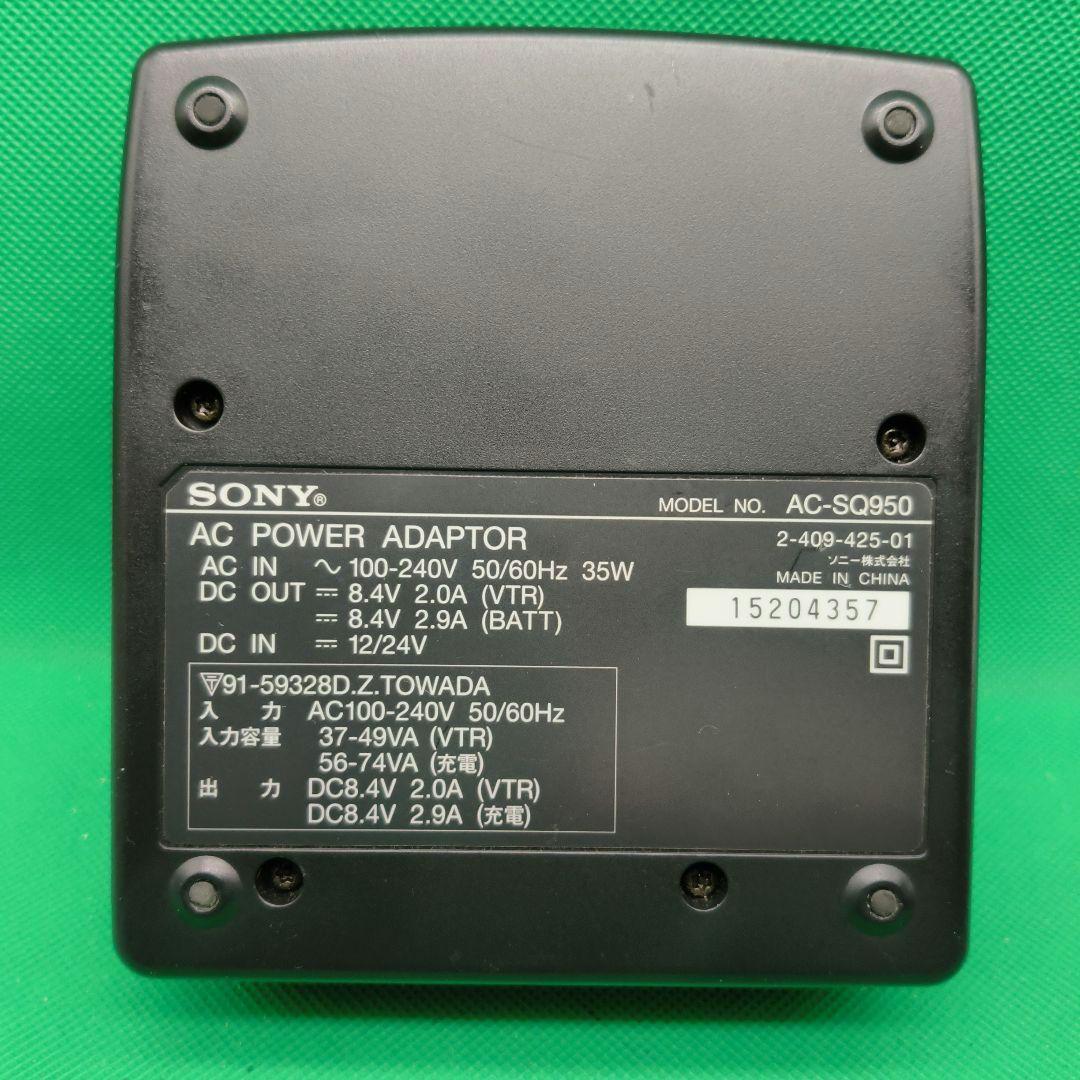 SONY® MODEL NO. AC-SQ950
AC POWER ADAPTOR 2-409-425-01
ソニー株式会社
AC IN ～ 100-240V 50/60Hz 35W MADE IN CHINA
DC OUT ⎓ 8.4V 2.0A (VTR)
⎓ 8.4V 2.9A (BATT)
15204357
DC IN ⎓ 12/24V
91-59328D.Z.TOWADA
入 力 AC100-240V 50/60Hz
入力容量 37-49VA (VTR)
56-74VA (充電)
出 力 DC8.4V 2.0A (VTR)
DC8.4V 2.9A (充電)